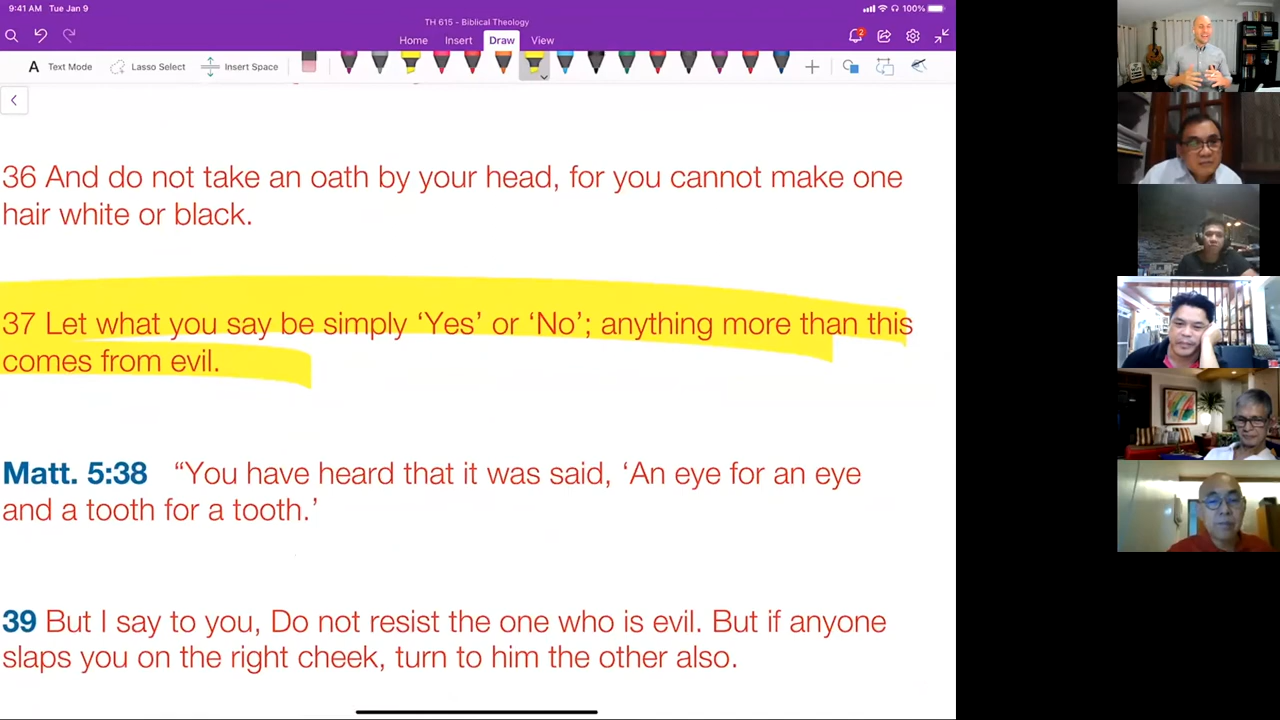 9:41 AM Tue Jan 9
100%
TH 615 - Biblical Theology
Home Insert Draw View
2
A Text Mode Lasso Select Insert Space
36 And do not take an oath by your head, for you cannot make one
hair white or black.
37 Let what you say be simply ‘Yes’ or ‘No’; anything more than this
comes from evil.
Matt. 5:38 “You have heard that it was said, ‘An eye for an eye
and a tooth for a tooth.’
39 But I say to you, Do not resist the one who is evil. But if anyone
slaps you on the right cheek, turn to him the other also.